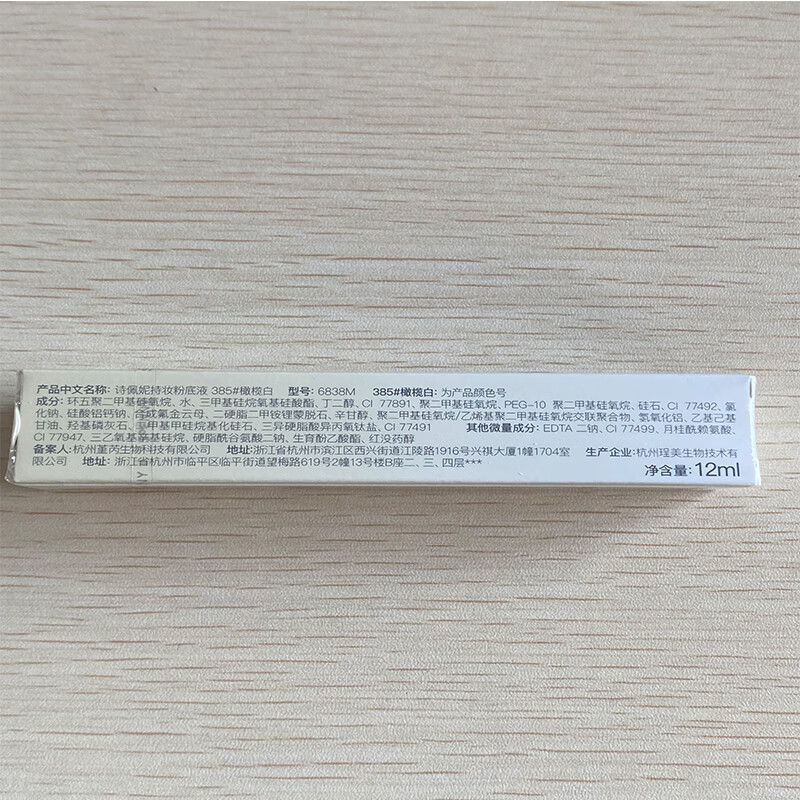 产品中文名称：诗佩妮持妆粉底液 385#橄榄白 型号：6838M 385#橄榄白：为产品颜色号
成分：环五聚二甲基硅氧烷、水、三甲基硅烷氧基硅酸酯、丁二醇、CI 77891、聚二甲基硅氧烷、PEG-10 聚二甲基硅氧烷、硅石、CI 77492、氯
化钠、硅酸铝钙钠、合成氟金云母、二硬脂二甲铵锂蒙脱石、辛甘醇、聚二甲基硅氧烷/乙烯基聚二甲基硅氧烷交联聚合物、氢氧化铝、乙基己基
甘油、羟基磷灰石、聚甲基硅烷基化硅石、三异硬脂酸异丙氧钛盐、CI 77491 其他微量成分：EDTA 二钠、CI 77499、月桂酰赖氨酸、
CI 77947、三乙氧基辛基硅烷、硬脂酰谷氨酸二钠、生育酚乙酸酯、红没药醇
备案人：杭州堇芮生物科技有限公司 地址：浙江省杭州市滨江区西兴街道江陵路1916号兴祺大厦1幢1704室 生产企业：杭州珵美生物技术有
限公司 地址：浙江省杭州市临平区临平街道望梅路619号2幢13号楼B座二、三、四层***
净含量：12ml